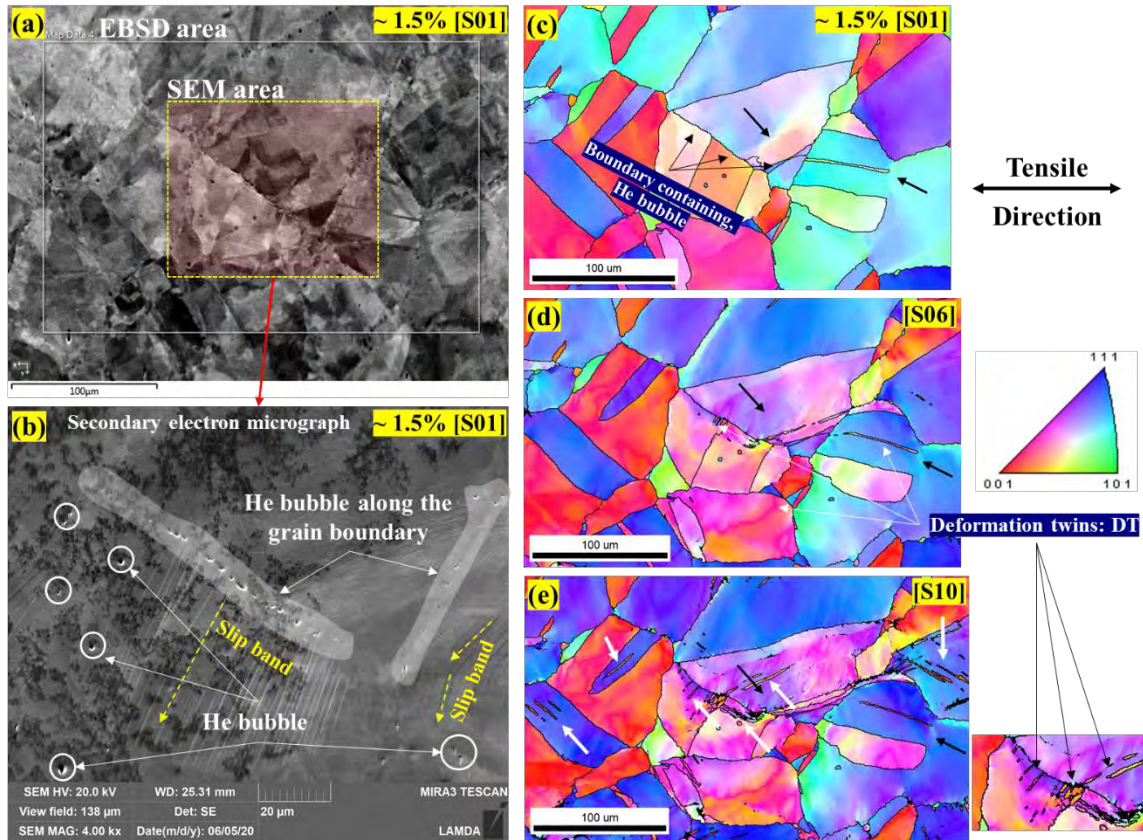 (a)
EBSD area
Map Data 4
~ 1.5% [S01]
SEM area
100µm
(b)
Secondary electron micrograph
~ 1.5% [S01]
He bubble along the
grain boundary
Slip band
Slip band
He bubble
SEM HV: 20.0 kV
WD: 25.31 mm
MIRA3 TESCAN
View field: 138 µm
Det: SE
20 µm
SEM MAG: 4.00 kx
Date(m/d/y): 06/05/20
LAMDA
(c)
~ 1.5% [S01]
Boundary containing,
He bubble
100 um
Tensile
Direction
(d)
[S06]
100 um
111
001
101
Deformation twins: DT
(e)
[S10]
100 um